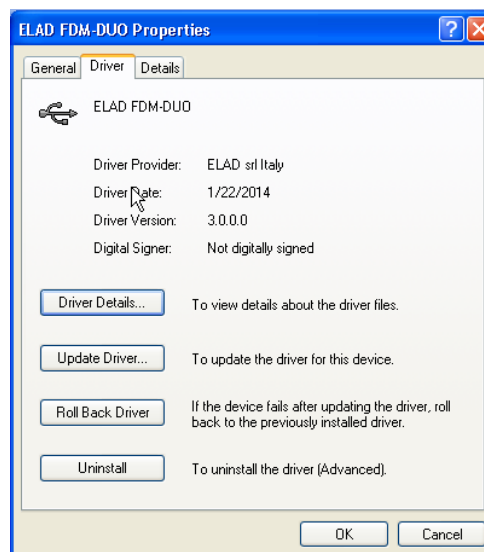 ELAD FDM-DUO Properties
General Driver Details
ELAD FDM-DUO
Driver Provider: ELAD srl Italy
Driver Date: 1/22/2014
Driver Version: 3.0.0.0
Digital Signer: Not digitally signed
Driver Details... To view details about the driver files.
Update Driver... To update the driver for this device.
Roll Back Driver If the device fails after updating the driver, roll
back to the previously installed driver.
Uninstall To uninstall the driver (Advanced).
OK Cancel